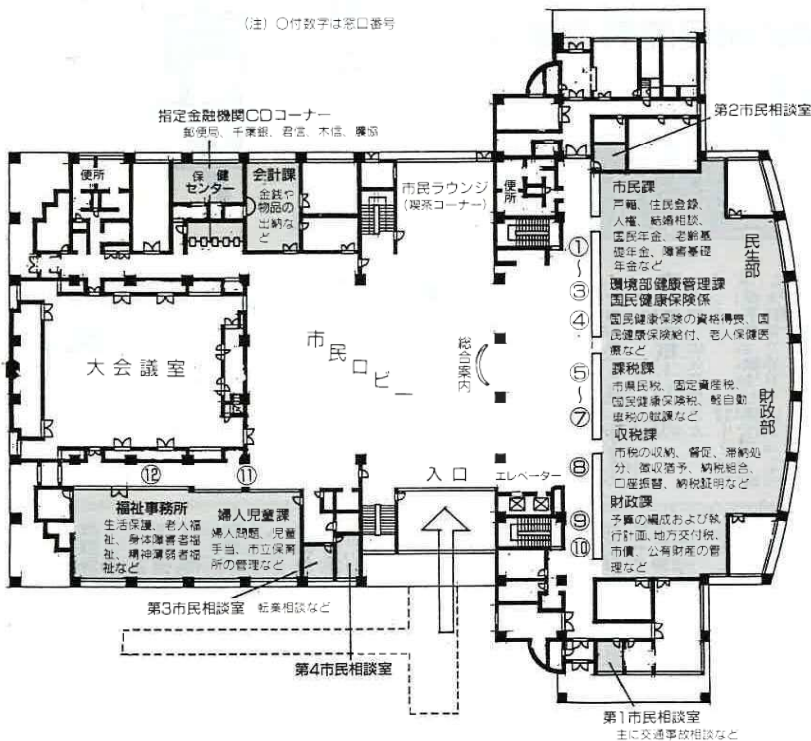 (注) ○付数字は窓口番号
指定金融機関CDコーナー
郵便局、千葉銀、君信、木信、農協
第2市民相談室
便所
保健
センター
会計課
金銭や
物品の
出納な
ど
市民ラウンジ
(喫茶コーナー)
便所
市民課
戸籍、住民登録、
人権、結婚相談、
国民年金、老齢基
礎年金、障害基礎
年金など
民生部
①
〜
③
環境部健康管理課
国民健康保険係
④
国民健康保険の資格得喪、国
民健康保険給付、老人保健医
療など
大会議室
市民ロビー
総合案内
⑤
〜
⑦
課税課
市県民税、固定資産税、
国民健康保険税、軽自動
車税の賦課など
財政部
収税課
⑧
市税の収納、督促、滞納処
分、徴収猶予、納税組合、
口座振替、納税証明など
財政課
⑨
⑩
予算の編成および執
行計画、地方交付税、
市債、公有財産の管
理など
⑫
⑪
入口
エレベーター
福祉事務所
生活保護、老人福
祉、身体障害者福
祉、精神薄弱者福
祉など
婦人児童課
婦人問題、児童
手当、市立保育
所の管理など
第3市民相談室 転業相談など
第4市民相談室
第1市民相談室
主に交通事故相談など